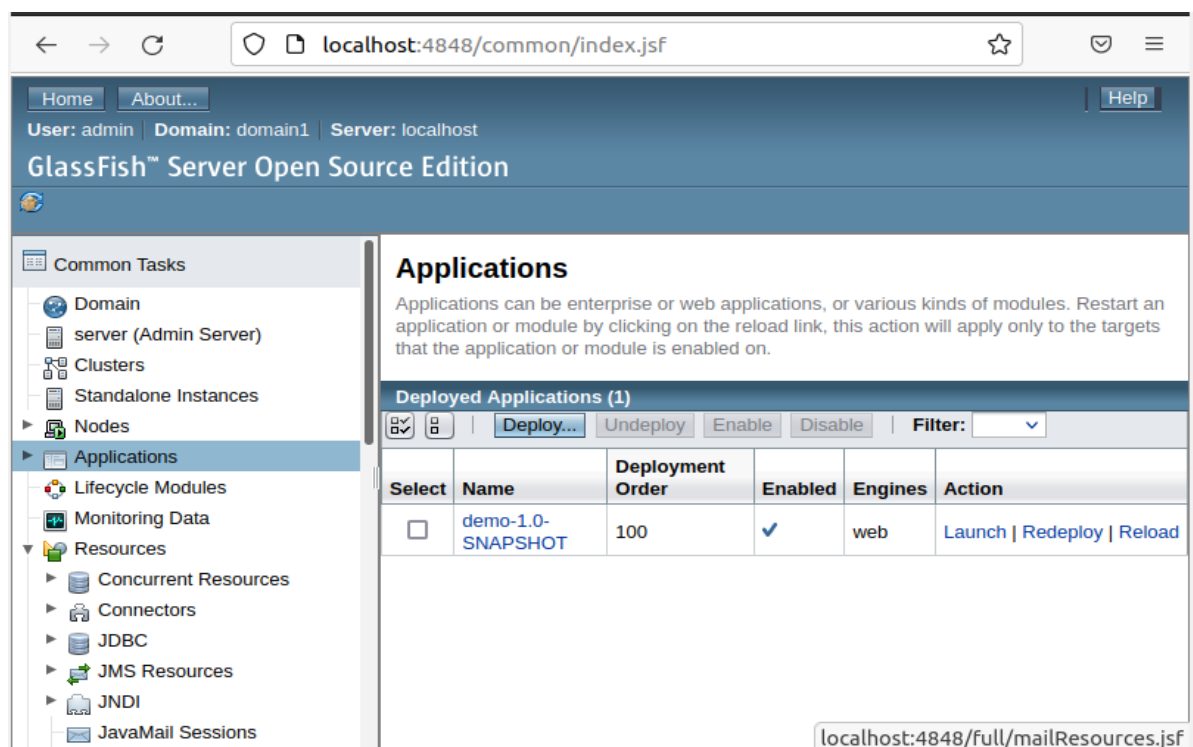 localhost:4848/common/index.jsf
Home About... Help
User: admin Domain: domain1 Server: localhost
GlassFish™ Server Open Source Edition
Common Tasks
Domain
server (Admin Server)
Clusters
Standalone Instances
Nodes
Applications
Lifecycle Modules
Monitoring Data
Resources
Concurrent Resources
Connectors
JDBC
JMS Resources
JNDI
JavaMail Sessions
Applications
Applications can be enterprise or web applications, or various kinds of modules. Restart an
application or module by clicking on the reload link, this action will apply only to the targets
that the application or module is enabled on.
Deployed Applications (1)
Deploy... Undeploy Enable Disable Filter:
Select Name Deployment Order Enabled Engines Action
demo-1.0-SNAPSHOT 100 web Launch | Redeploy | Reload
localhost:4848/full/mailResources.jsf